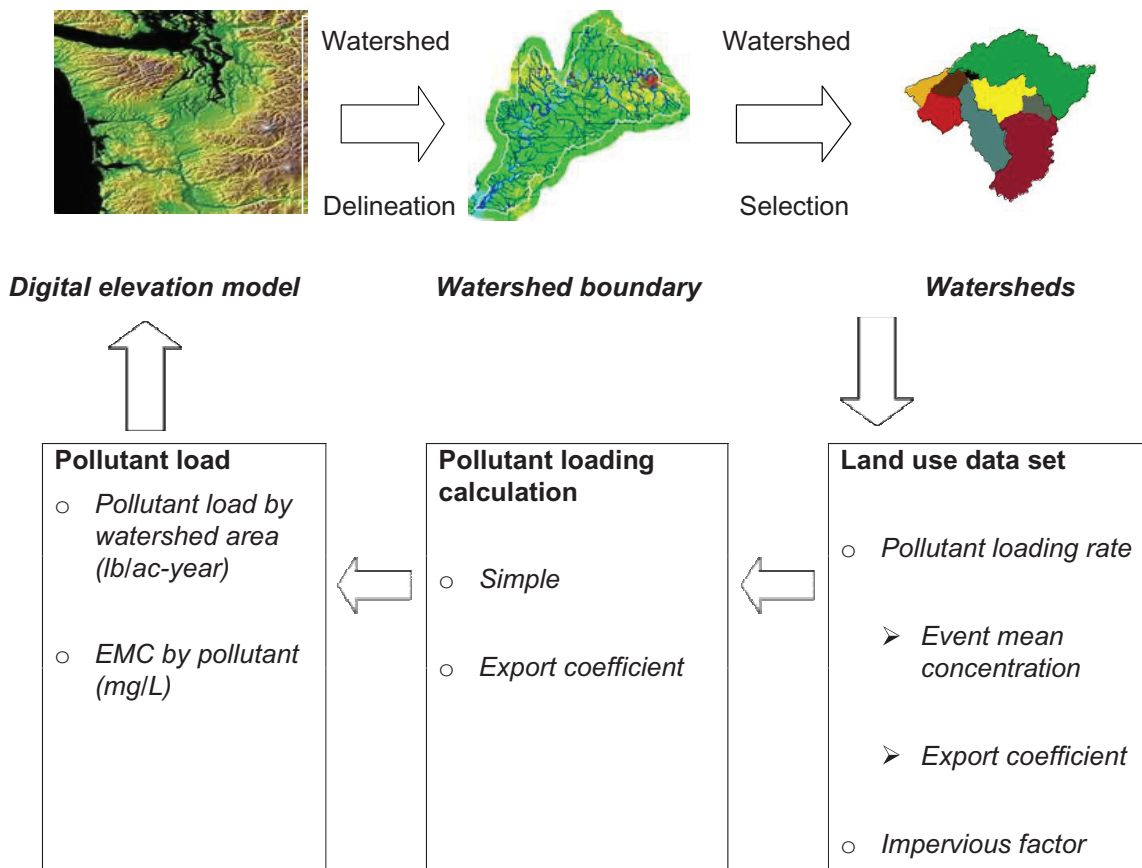 Watershed
Delineation
Watershed
Selection
Digital elevation model
Watershed boundary
Watersheds
Pollutant load
○ Pollutant load by
watershed area
(lb/ac-year)
○ EMC by pollutant
(mg/L)
Pollutant loading
calculation
○ Simple
○ Export coefficient
Land use data set
○ Pollutant loading rate
➢ Event mean
concentration
➢ Export coefficient
○ Impervious factor